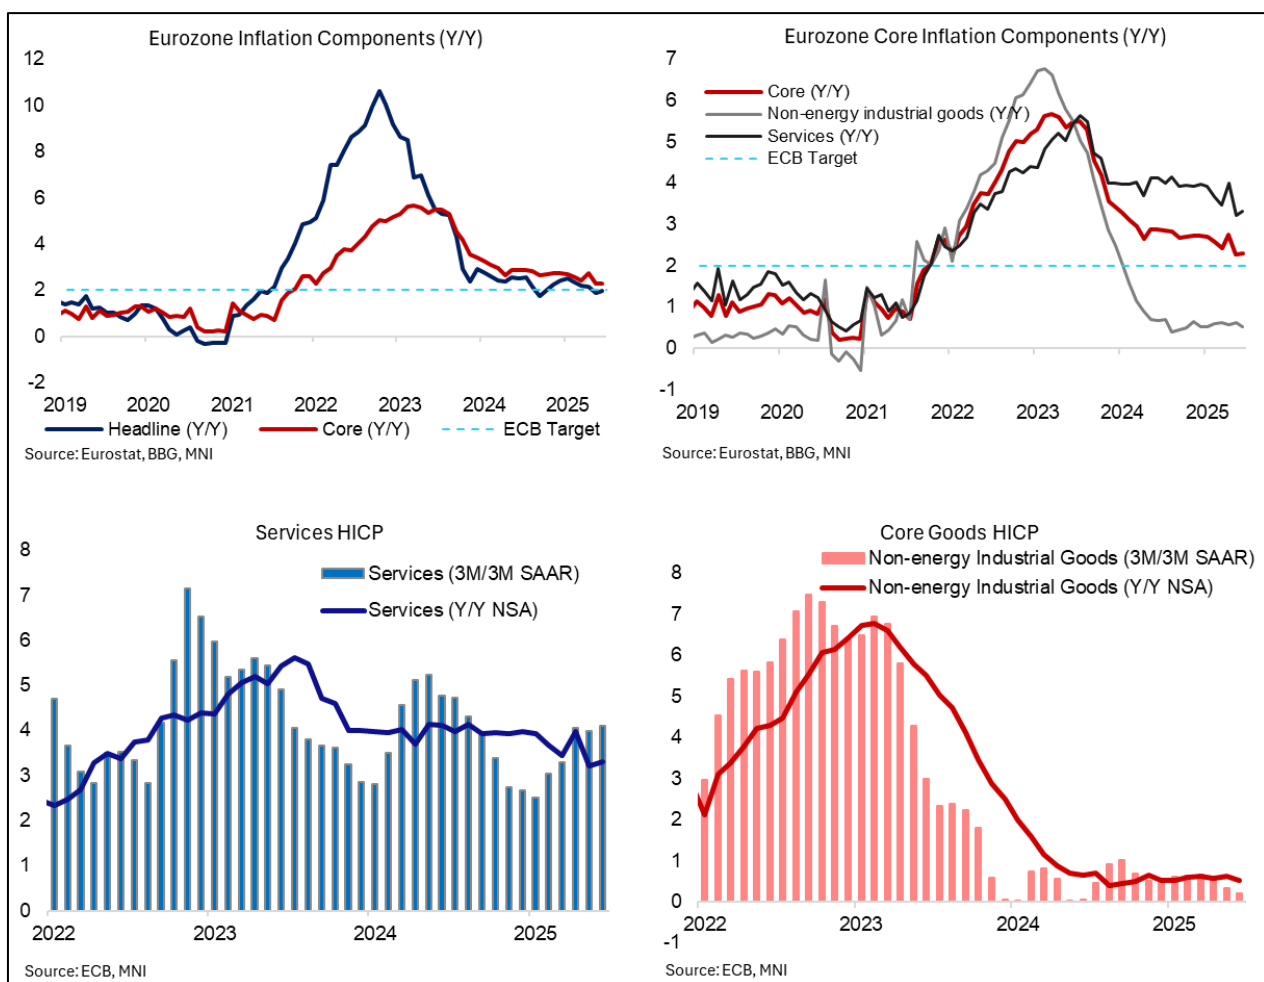 Eurozone Inflation Components (Y/Y)
12
10
8
6
4
2
0
-2
2019 2020 2021 2022 2023 2024 2025
Headline (Y/Y) Core (Y/Y) ECB Target
Source: Eurostat, BBG, MNI
Eurozone Core Inflation Components (Y/Y)
7
6
5
4
3
2
1
0
-1
Core (Y/Y)
Non-energy industrial goods (Y/Y)
Services (Y/Y)
ECB Target
2019 2020 2021 2022 2023 2024 2025
Source: Eurostat, BBG, MNI
Services HICP
8
7
6
5
4
3
2
1
0
Services (3M/3M SAAR)
Services (Y/Y NSA)
2022 2023 2024 2025
Source: ECB, MNI
Core Goods HICP
Non-energy Industrial Goods (3M/3M SAAR)
Non-energy Industrial Goods (Y/Y NSA)
8
7
6
5
4
3
2
1
0
-1
2022 2023 2024 2025
Source: ECB, MNI